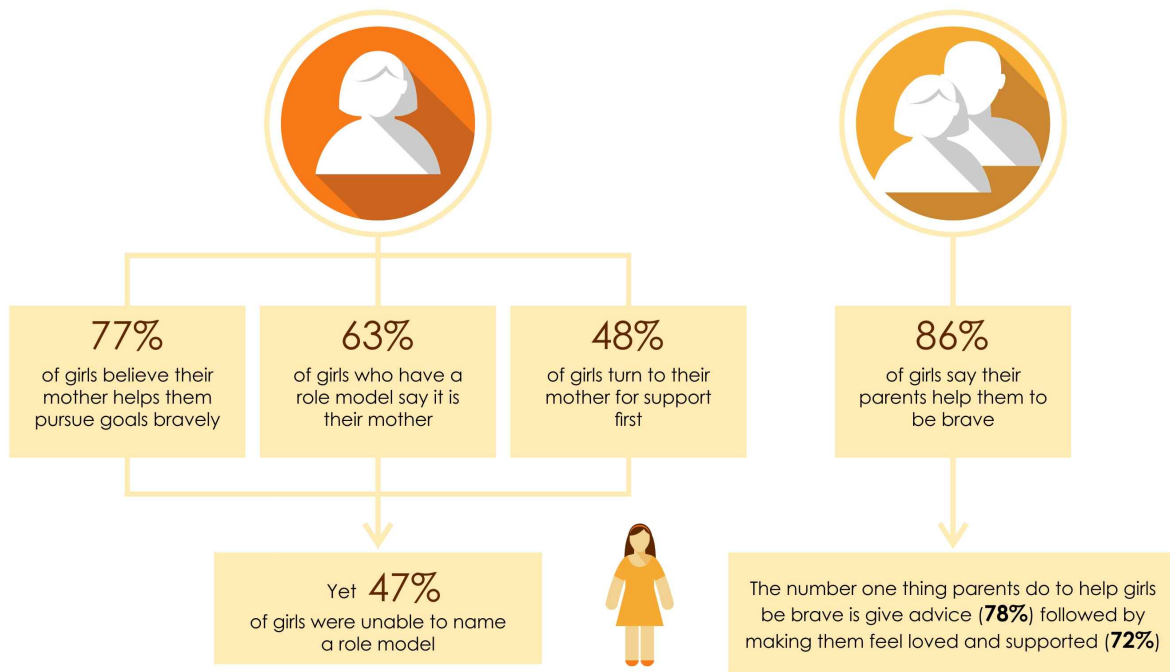 77%
of girls believe their
mother helps them
pursue goals bravely
63%
of girls who have a
role model say it is
their mother
48%
of girls turn to their
mother for support
first
Yet 47%
of girls were unable to name
a role model
86%
of girls say their
parents help them to
be brave
The number one thing parents do to help girls
be brave is give advice (78%) followed by
making them feel loved and supported (72%)